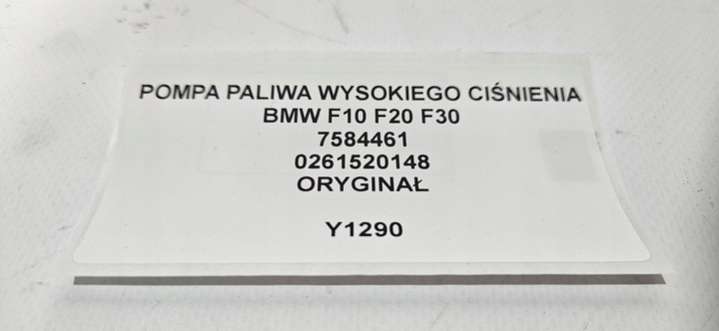 POMPA PALIWA WYSOKIEGO CIŚNIENIA
BMW F10 F20 F30
7584461
0261520148
ORYGINAŁ
Y1290